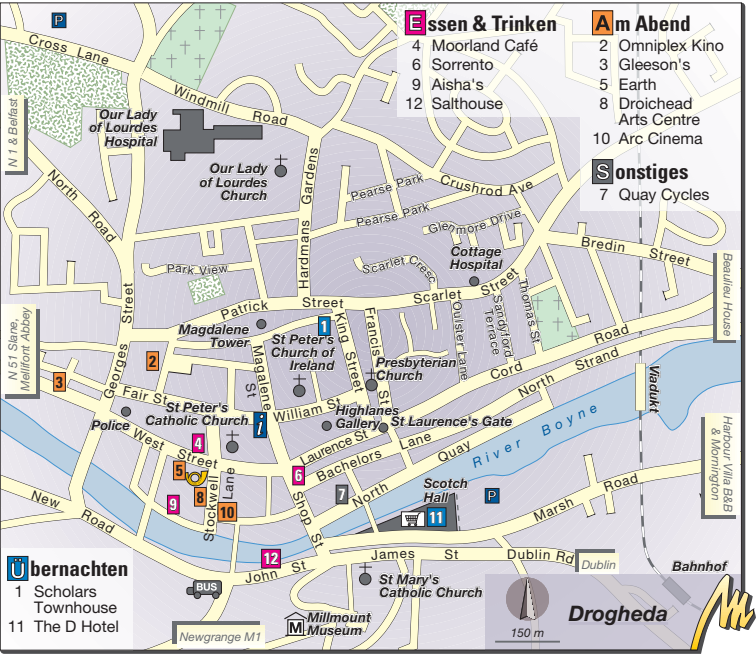 Essen & Trinken
4 Moorland Café
6 Sorrento
9 Aisha's
12 Salthouse
Am Abend
2 Omniplex Kino
3 Gleeson's
5 Earth
8 Droichead
Arts Centre
10 Arc Cinema
Sonstiges
7 Quay Cycles
P
Cross Lane
Windmill Road
N 1 & Belfast
Our Lady
of Lourdes
Hospital
Our Lady
of Lourdes
Church
North Road
Hardmans Gardens
Pearse Park
Pearse Park
Crushrod Ave
Glenmore Drive
Bredin Street
Cottage
Hospital
Park View
Scarlet Cresc
Beaulieu House
Patrick Street
Scarlet Street
Georges Street
N 51 Slane,
Mellifort Abbey
Magdalene
Tower
1
St Peter's
Church of
Ireland
King Street
Francis St
Ouister Lane
Sandyford
Terrace
Thomas St
Presbyterian
Church
Cord Road
North Strand
Viadukt
2
3
Magalene St
Fair St
William St
Police
St Peter's
Catholic Church
i
Highlanes
Gallery
St Laurence's Gate
Laurence St
Bachelors Lane
North Quay
River Boyne
West Street
4
5
6
7
8
9
10
Stockwell Lane
Shop St
Scotch
Hall
11
P
Marsh Road
Harbour Villa B&B
& Mornington
New Road
12
John St
James St
Dublin Rd
Dublin
Bahnhof
BUS
St Mary's
Catholic Church
M
Millmount
Museum
Newgrange M1
Übernachten
1 Scholars
Townhouse
11 The D Hotel
150 m
Drogheda